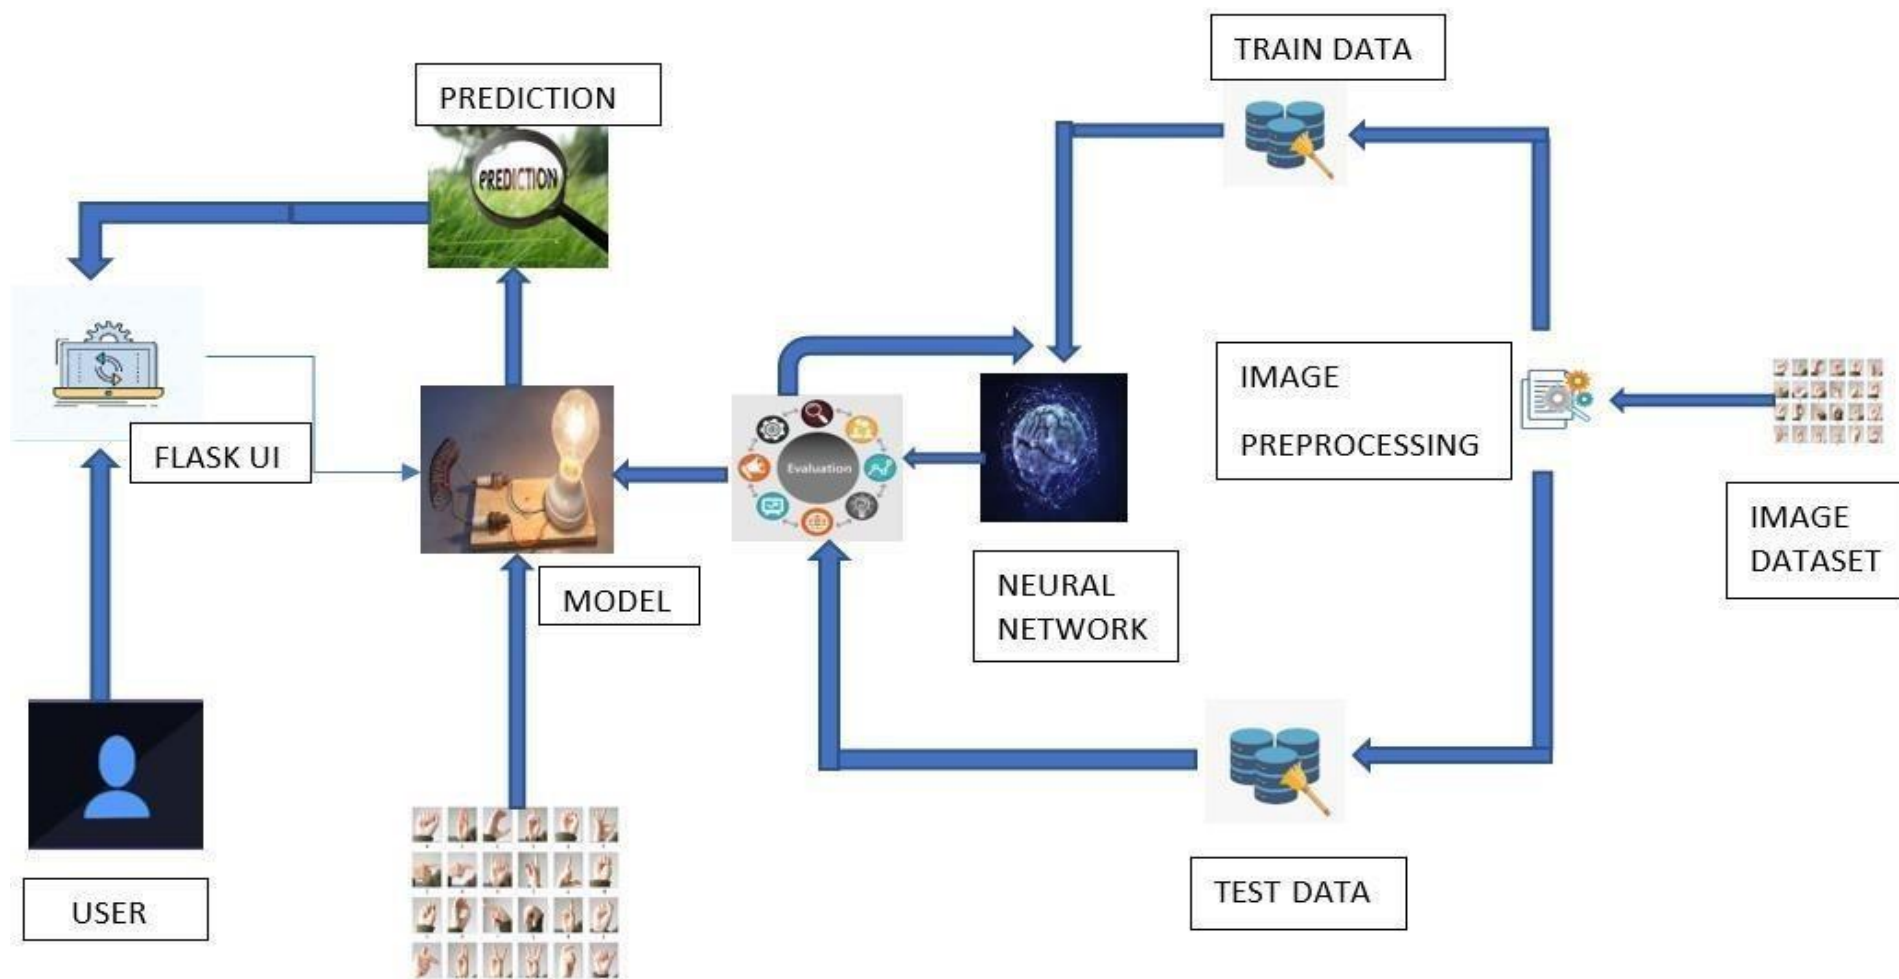 TRAIN DATA
PREDICTION
PREDICTION
IMAGE
PREPROCESSING
FLASK UI
Evaluation
IMAGE
DATASET
MODEL
NEURAL
NETWORK
TEST DATA
USER